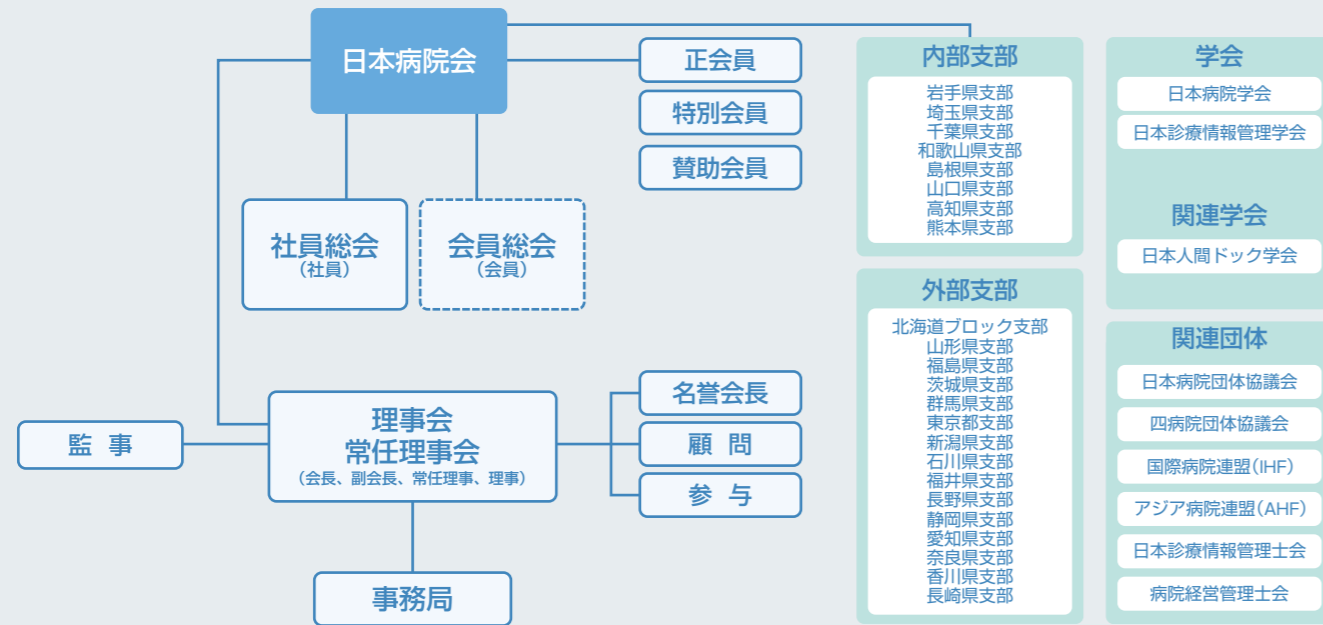 日本病院会
正会員
特別会員
賛助会員
社員総会
（社員）
会員総会
（会員）
監 事
理事会
常任理事会
（会長、副会長、常任理事、理事）
名誉会長
顧 問
参 与
事務局
内部支部
岩手県支部
埼玉県支部
千葉県支部
和歌山県支部
島根県支部
山口県支部
高知県支部
熊本県支部
外部支部
北海道ブロック支部
山形県支部
福島県支部
茨城県支部
群馬県支部
東京都支部
新潟県支部
石川県支部
福井県支部
長野県支部
静岡県支部
愛知県支部
奈良県支部
香川県支部
長崎県支部
学会
日本病院学会
日本診療情報管理学会
関連学会
日本人間ドック学会
関連団体
日本病院団体協議会
四病院団体協議会
国際病院連盟(IHF)
アジア病院連盟(AHF)
日本診療情報管理士会
病院経営管理士会